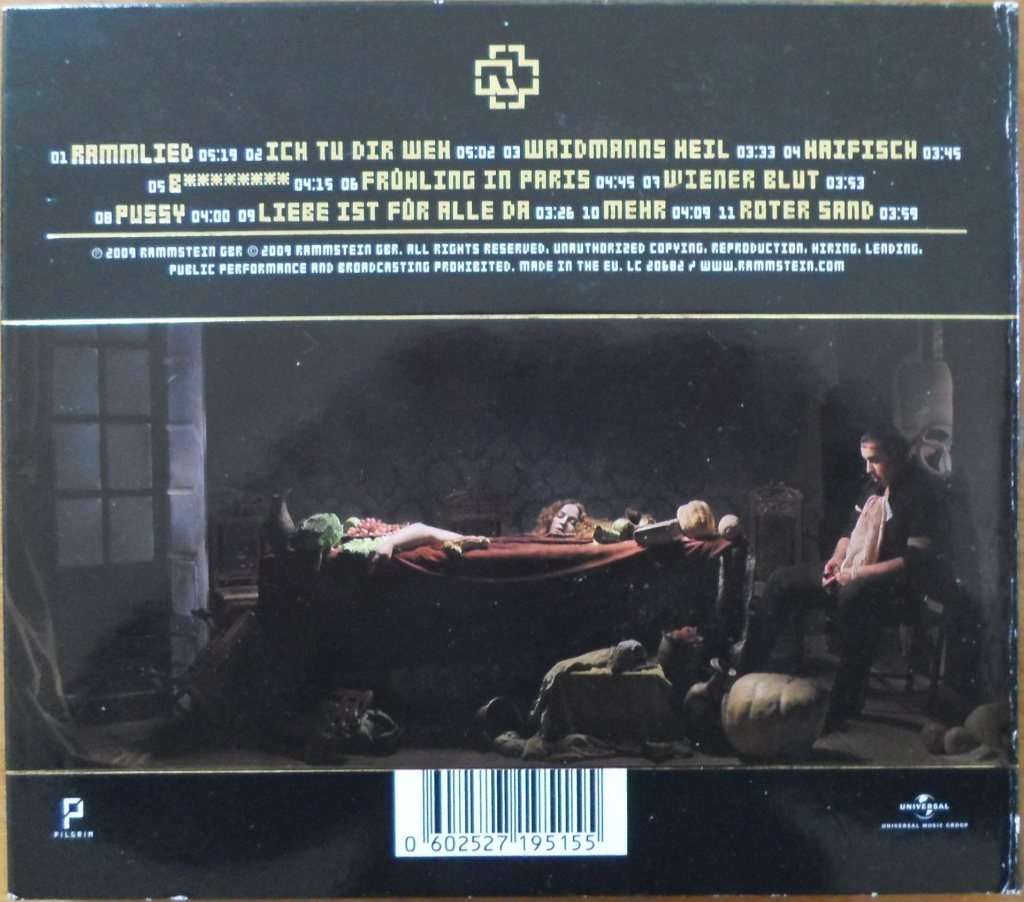 01 RAMMLIED 05:19 02 ICH TU DIR WEH 05:02 03 WAIDMANNS HEIL 03:33 04 HAIFISCH 03:45
05 B******** 04:15 06 FRÜHLING IN PARIS 04:45 07 WIENER BLUT 03:53
08 PUSSY 04:00 09 LIEBE IST FÜR ALLE DA 03:26 10 MEHR 04:09 11 ROTER SAND 03:59
℗ 2009 RAMMSTEIN GBR © 2009 RAMMSTEIN GBR. ALL RIGHTS RESERVED. UNAUTHORIZED COPYING, REPRODUCTION, HIRING, LENDING,
PUBLIC PERFORMANCE AND BROADCASTING PROHIBITED. MADE IN THE EU. LC 20682 / WWW.RAMMSTEIN.COM
PILGRIM
UNIVERSAL
UNIVERSAL MUSIC GROUP
0 602527 195155